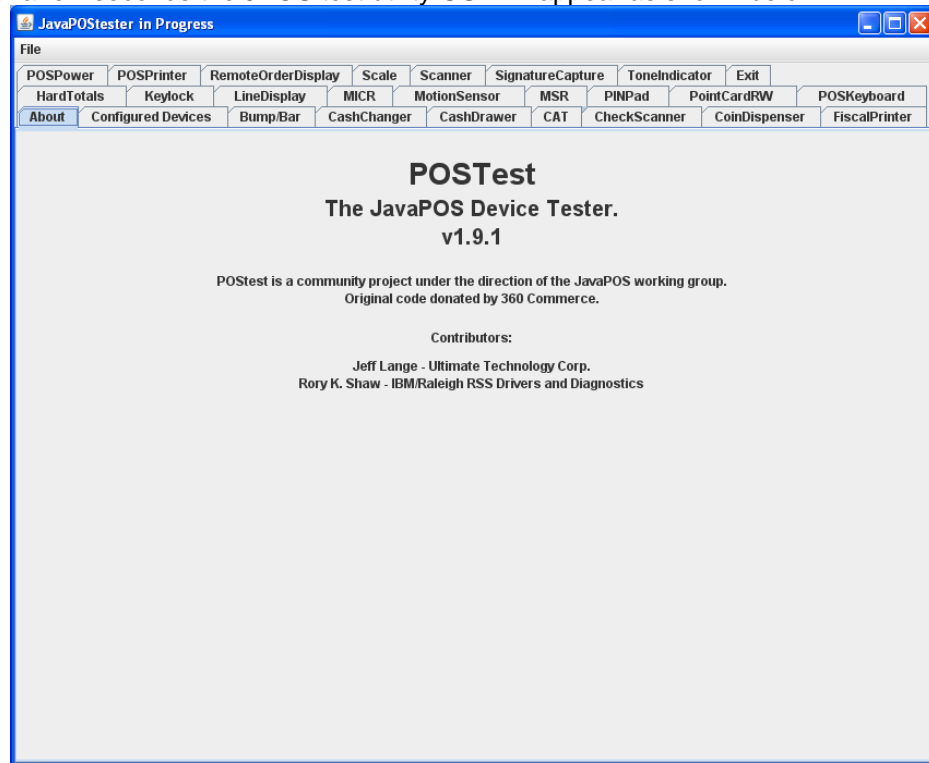 JavaPOStester in Progress
File
POSPower POSPrinter RemoteOrderDisplay Scale Scanner SignatureCapture ToneIndicator Exit
HardTotals Keylock LineDisplay MICR MotionSensor MSR PINPad PointCardRW POSKeyboard
About Configured Devices Bump/Bar CashChanger CashDrawer CAT CheckScanner CoinDispenser FiscalPrinter
POSTest
The JavaPOS Device Tester.
v1.9.1
POStest is a community project under the direction of the JavaPOS working group.
Original code donated by 360 Commerce.
Contributors:
Jeff Lange - Ultimate Technology Corp.
Rory K. Shaw - IBM/Raleigh RSS Drivers and Diagnostics